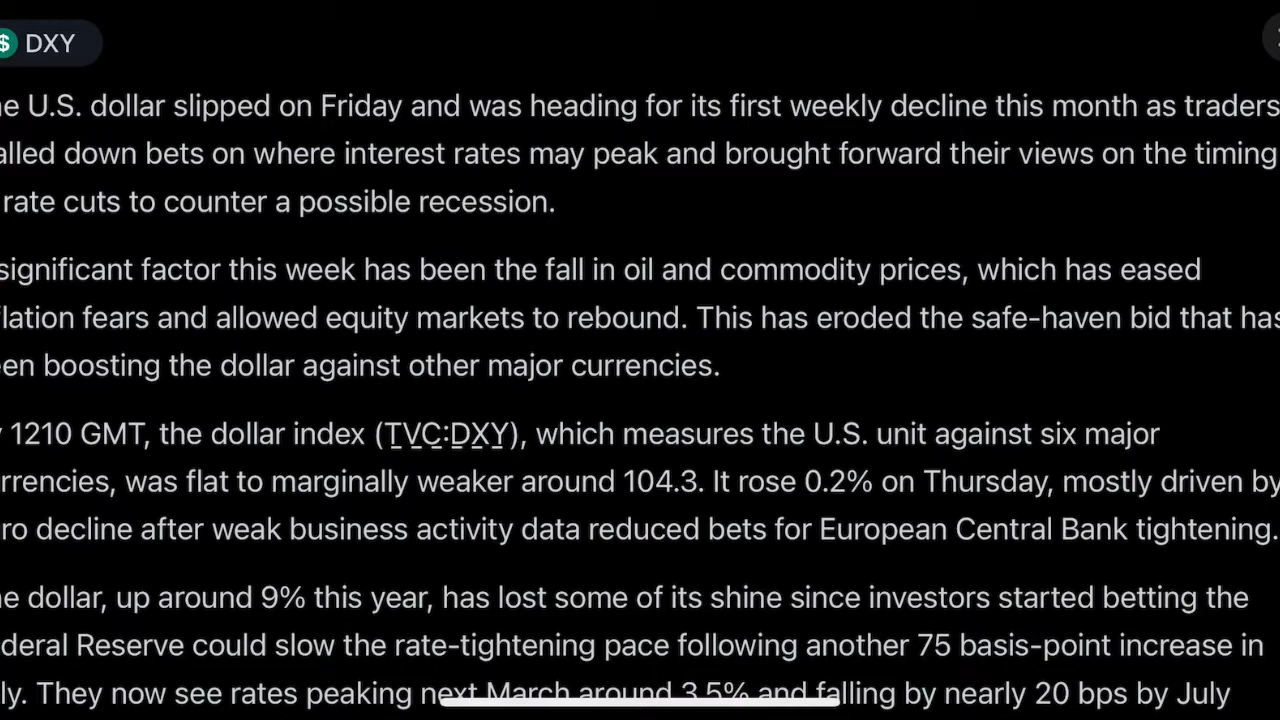 $ DXY
e U.S. dollar slipped on Friday and was heading for its first weekly decline this month as traders
alled down bets on where interest rates may peak and brought forward their views on the timing
rate cuts to counter a possible recession.
significant factor this week has been the fall in oil and commodity prices, which has eased
lation fears and allowed equity markets to rebound. This has eroded the safe-haven bid that has
en boosting the dollar against other major currencies.
1210 GMT, the dollar index (TVC:DXY), which measures the U.S. unit against six major
rrencies, was flat to marginally weaker around 104.3. It rose 0.2% on Thursday, mostly driven by
ro decline after weak business activity data reduced bets for European Central Bank tightening.
e dollar, up around 9% this year, has lost some of its shine since investors started betting the
deral Reserve could slow the rate-tightening pace following another 75 basis-point increase in
ly. They now see rates peaking next March around 3.5% and falling by nearly 20 bps by July